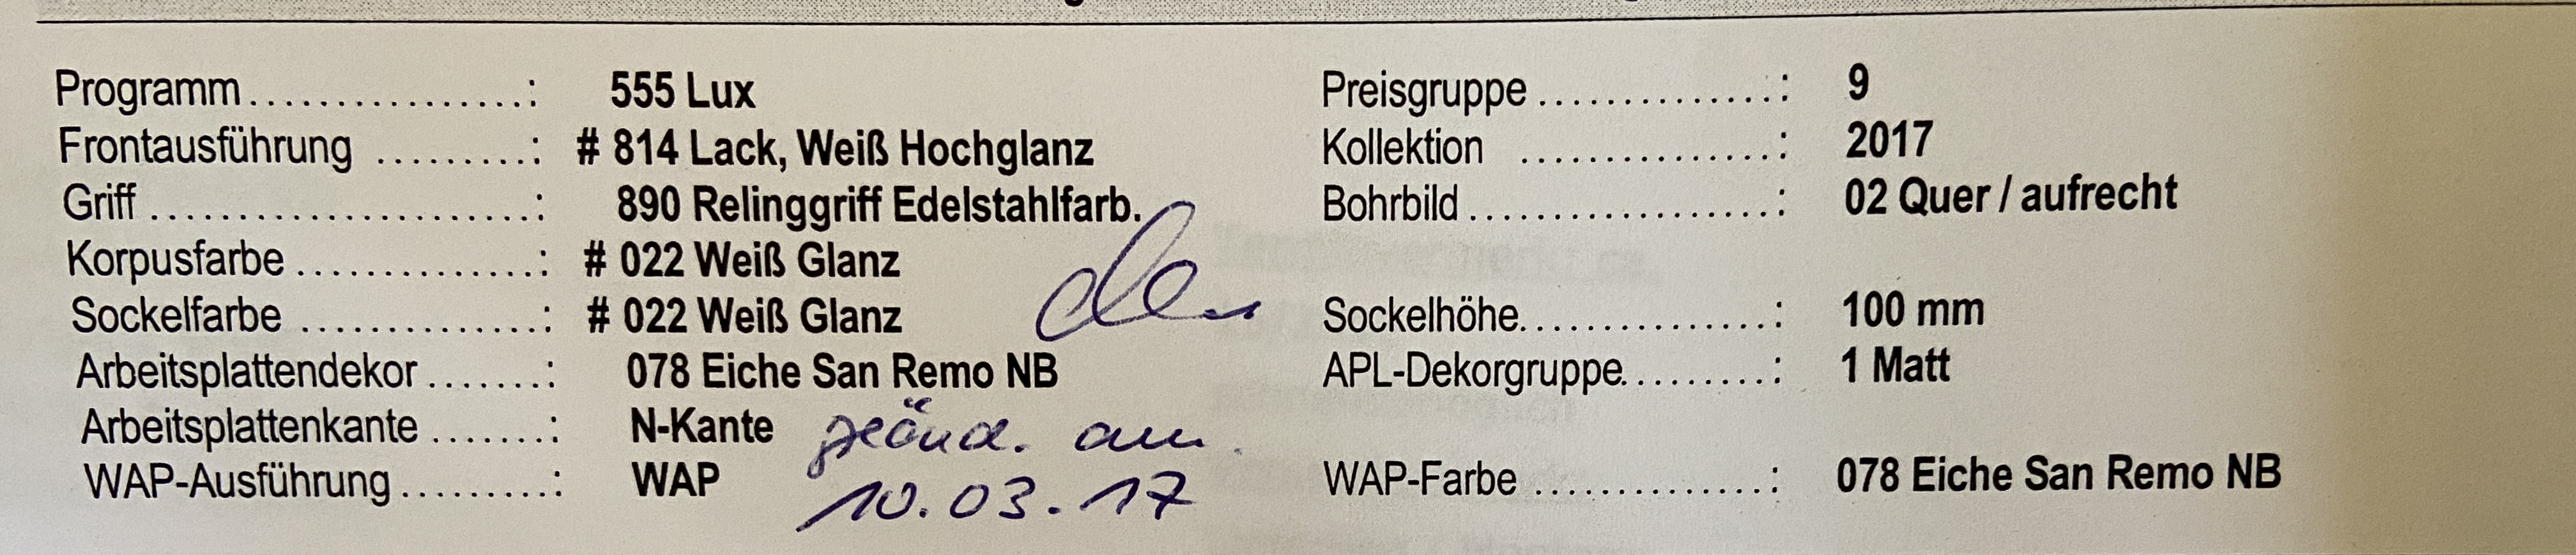 Programm..................: 555 Lux
Frontausführung .........: # 814 Lack, Weiß Hochglanz
Griff........................: 890 Relinggriff Edelstahlfarb.
Korpusfarbe..............: # 022 Weiß Glanz
Sockelfarbe ..............: # 022 Weiß Glanz
Arbeitsplattendekor.......: 078 Eiche San Remo NB
Arbeitsplattenkante .......: N-Kante geänd. am
WAP-Ausführung.........: WAP 10.03.17
Preisgruppe...............: 9
Kollektion ................: 2017
Bohrbild...................: 02 Quer / aufrecht
Sockelhöhe................: 100 mm
APL-Dekorgruppe.........: 1 Matt
WAP-Farbe ..............: 078 Eiche San Remo NB